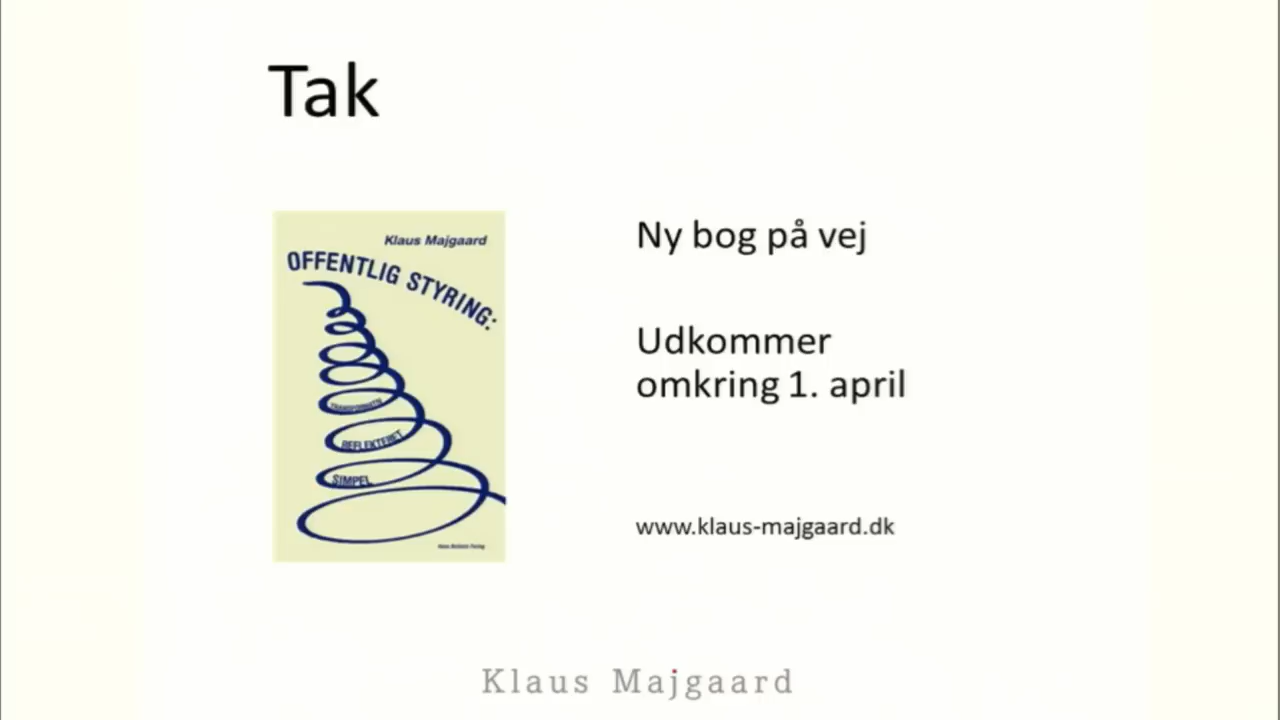 Tak
Klaus Majgaard
OFFENTLIG STYRING:
REFLEKTERET
SIMPEL
Ny bog på vej
Udkommer
omkring 1. april
www.klaus-majgaard.dk
Klaus Majgaard